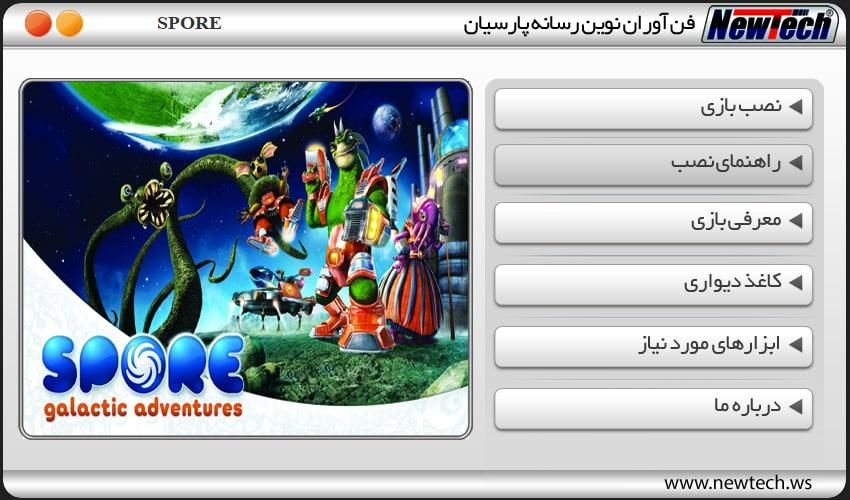 SPORE
فن آوران نوین رسانه پارسیان
NewTech
نصب بازی
راهنمای نصب
معرفی بازی
کاغذ دیواری
ابزارهای مورد نیاز
درباره ما
SPORE
galactic adventures
www.newtech.ws